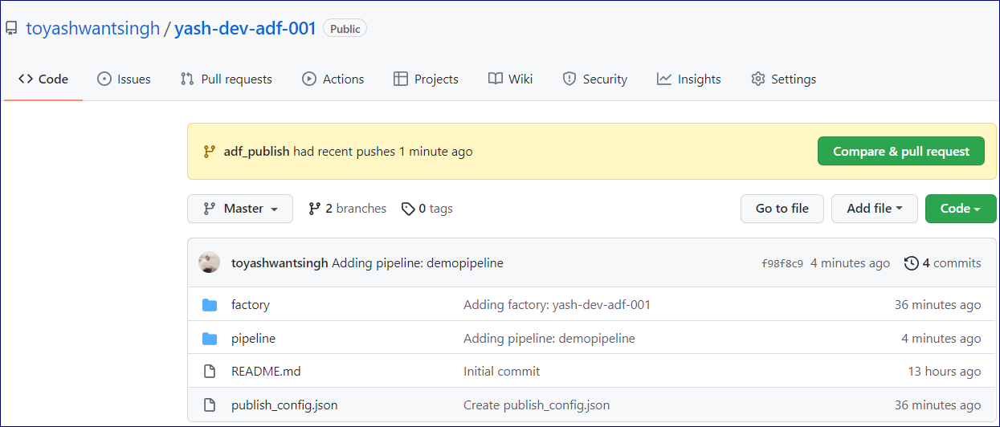 toyashwantsingh / yash-dev-adf-001 Public
Code Issues Pull requests Actions Projects Wiki Security Insights Settings
adf_publish had recent pushes 1 minute ago Compare & pull request
Master 2 branches 0 tags Go to file Add file Code
toyashwantsingh Adding pipeline: demopipeline f98f8c9 4 minutes ago 4 commits
factory Adding factory: yash-dev-adf-001 36 minutes ago
pipeline Adding pipeline: demopipeline 4 minutes ago
README.md Initial commit 13 hours ago
publish_config.json Create publish_config.json 36 minutes ago